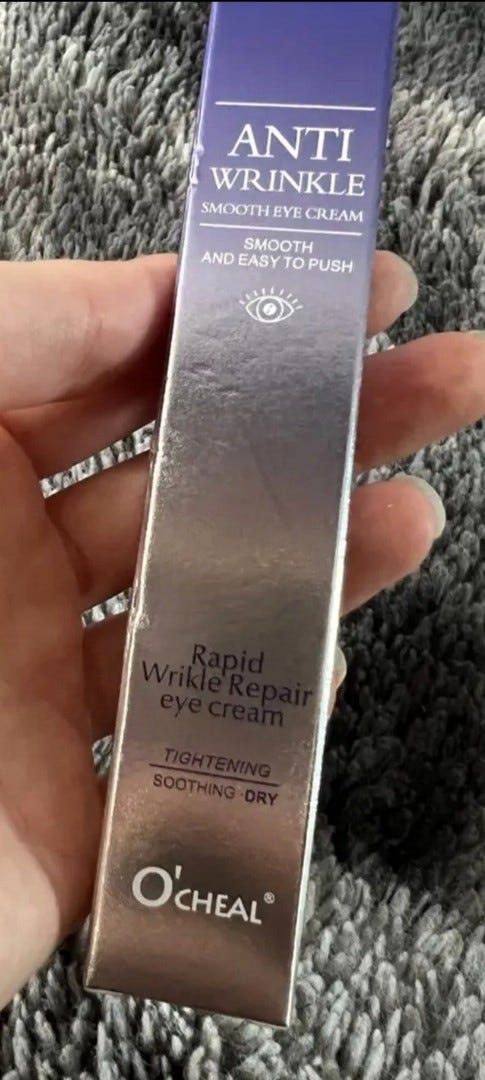 ANTI
WRINKLE
SMOOTH EYE CREAM
SMOOTH
AND EASY TO PUSH
Rapid
Wrikle Repair
eye cream
TIGHTENING
SOOTHING ·DRY
O'CHEAL®